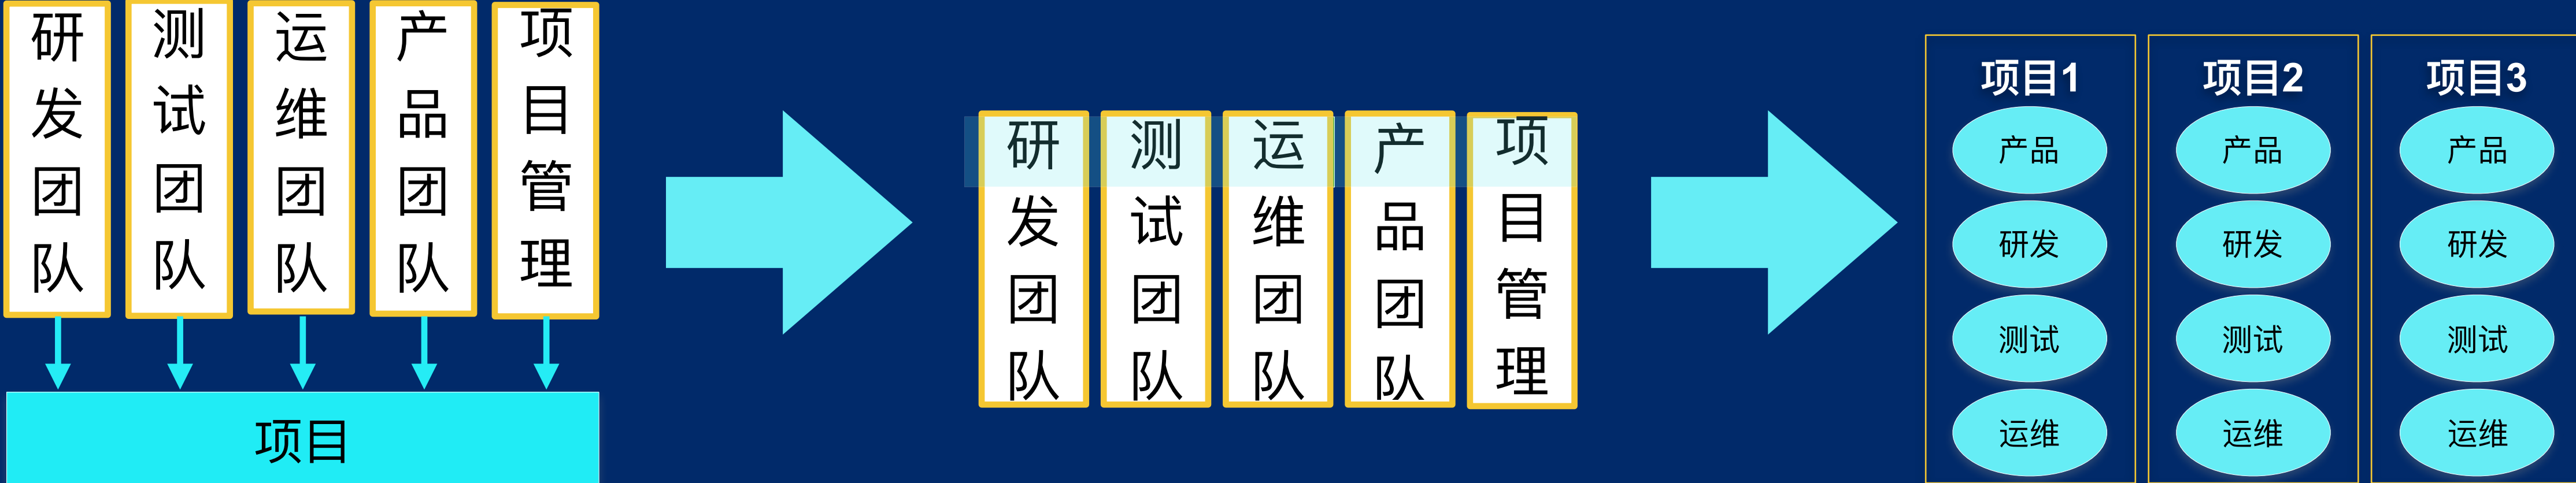 研发团队
测试团队
运维团队
产品团队
项目管理
项目
研发团队
测试团队
运维团队
产品团队
项目管理
项目1
产品
研发
测试
运维
项目2
产品
研发
测试
运维
项目3
产品
研发
测试
运维